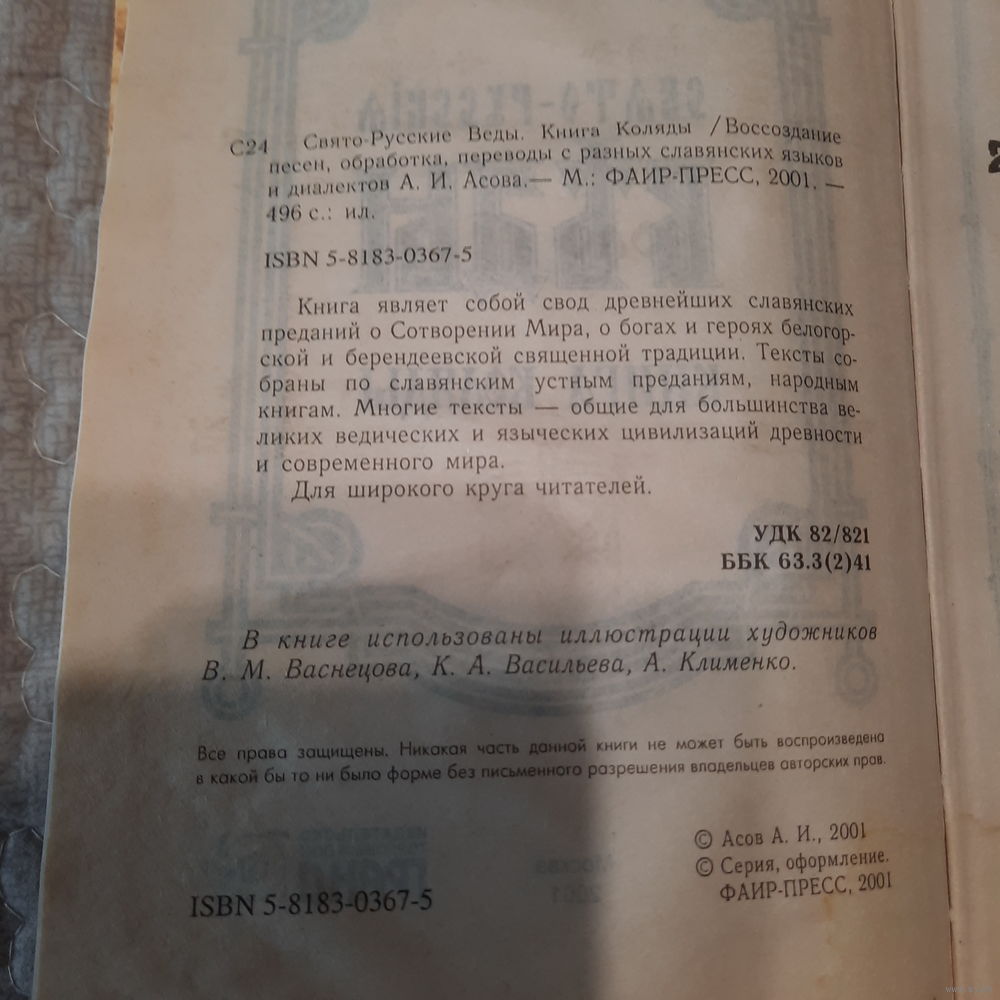 С24 Свято-Русские Веды. Книга Коляды /Воссоздание
песен, обработка, переводы с разных славянских языков
и диалектов А. И. Асова.— М.: ФАИР-ПРЕСС, 2001. —
496 с.: ил.
ISBN 5-8183-0367-5
Книга являет собой свод древнейших славянских
преданий о Сотворении Мира, о богах и героях белогор-
ской и берендеевской священной традиции. Тексты со-
браны по славянским устным преданиям, народным
книгам. Многие тексты — общие для большинства ве-
ликих ведических и языческих цивилизаций древности
и современного мира.
Для широкого круга читателей.
УДК 82/821
ББК 63.3(2)41
В книге использованы иллюстрации художников
В. М. Васнецова, К. А. Васильева, А. Клименко.
Все права защищены. Никакая часть данной книги не может быть воспроизведена
в какой бы то ни было форме без письменного разрешения владельцев авторских прав.
© Асов А. И., 2001
© Серия, оформление.
ФАИР-ПРЕСС, 2001
ISBN 5-8183-0367-5